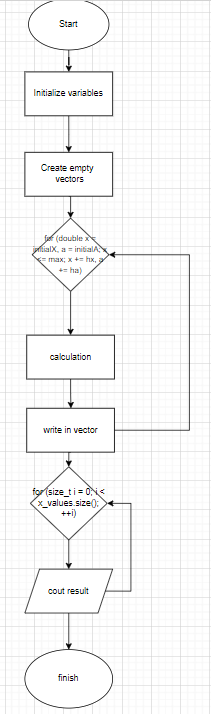 Start
Initialize variables
Create empty
vectors
for (double x =
initialX, a = initialA; x
<= max; x += hx, a
+= ha)
calculation
write in vector
for (size_t i = 0; i <
x_values.size();
++i)
cout result
finish